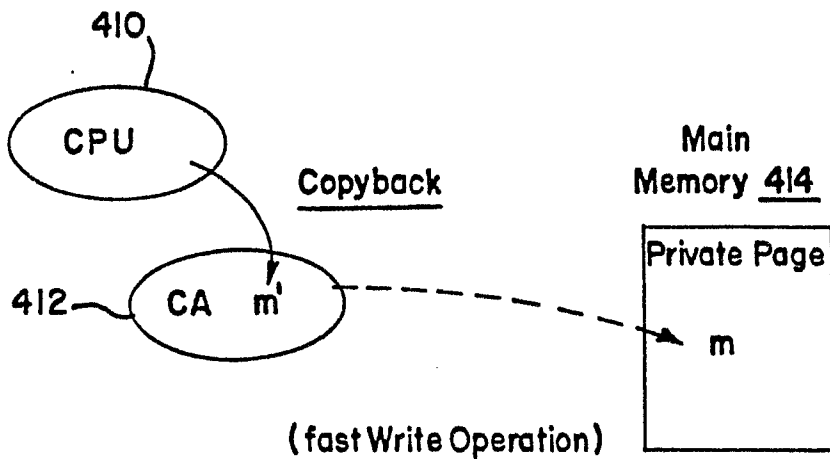 410
CPU
Main
Memory 414
Copyback
Private Page
412
CA m'
m
(fast Write Operation)